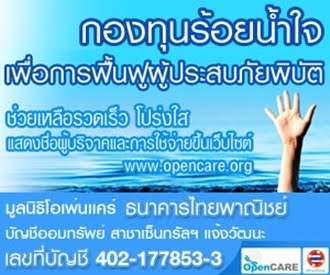 กองทุนร้อยน้ำใจ
เพื่อการฟื้นฟูผู้ประสบภัยพิบัติ
ช่วยเหลือรวดเร็ว โปร่งใส
แสดงชื่อผู้บริจาคและการใช้จ่ายขึ้นเว็บไซต์
www.opencare.org
มูลนิธิโอเพ่นแคร์ ธนาคารไทยพาณิชย์
บัญชีออมทรัพย์ สาขาเซ็นทรัลฯ แจ้งวัฒนะ
เลขที่บัญชี 402-177853-3
OpenCARE